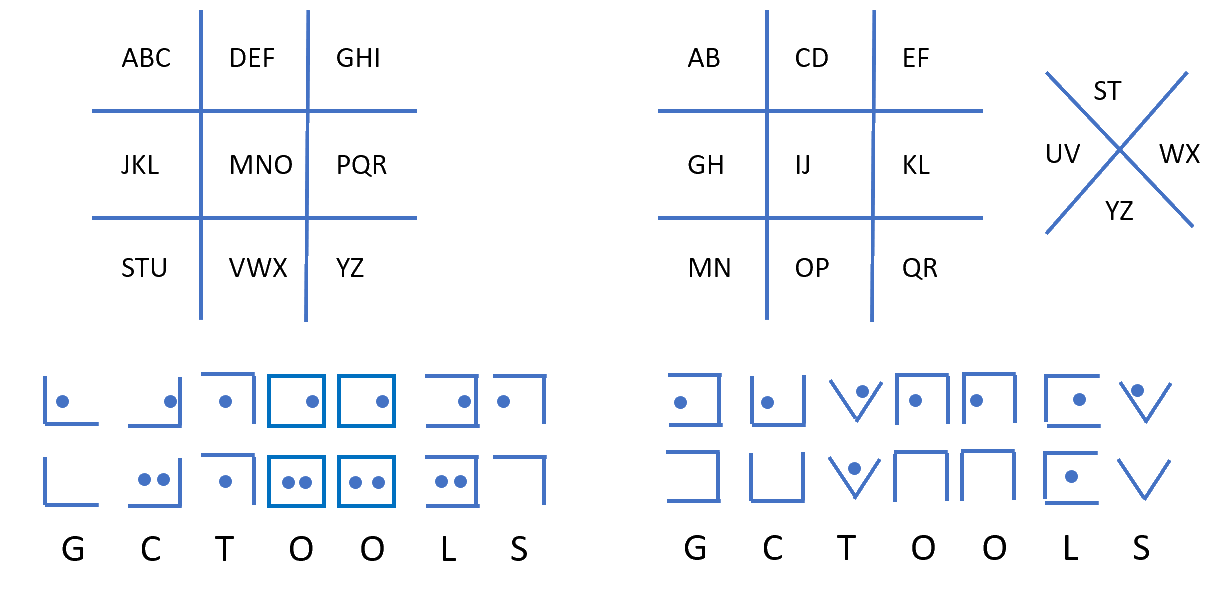 ABC DEF GHI
JKL MNO PQR
STU VWX YZ
AB CD EF
GH IJ KL
MN OP QR
ST
UV WX
YZ
G C T O O L S
G C T O O L S